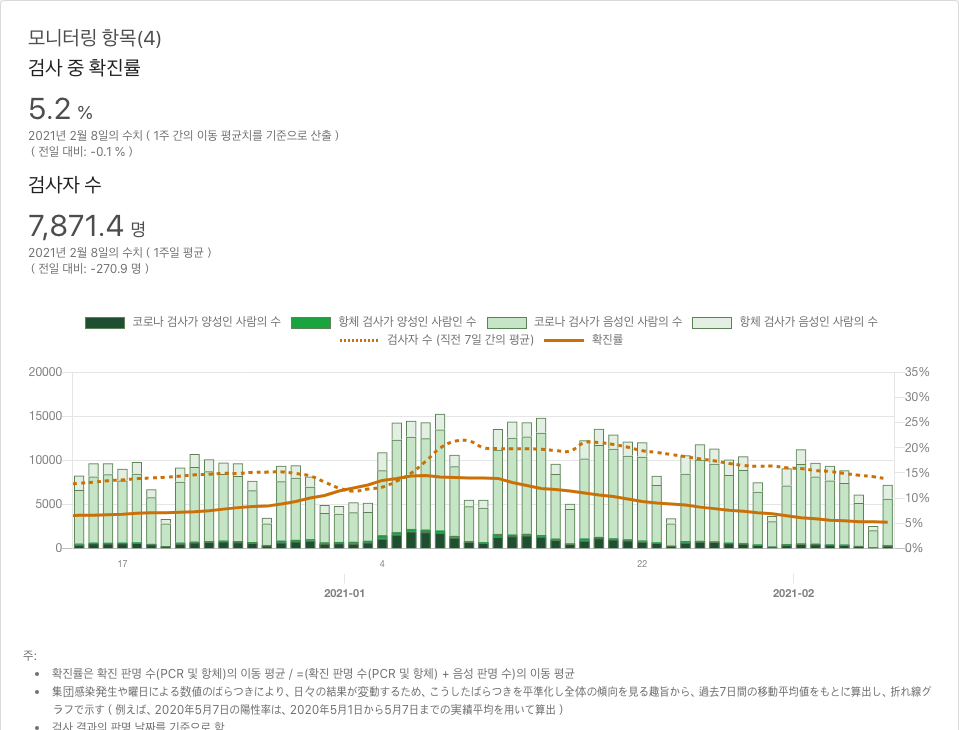 모니터링 항목(4)
검사 중 확진률
5.2 %
2021년 2월 8일의 수치 ( 1주 간의 이동 평균치를 기준으로 산출 )
( 전일 대비: -0.1 % )
검사자 수
7,871.4 명
2021년 2월 8일의 수치 ( 1주일 평균 )
( 전일 대비: -270.9 명 )
코로나 검사가 양성인 사람의 수 항체 검사가 양성인 사람인 수 코로나 검사가 음성인 사람의 수 항체 검사가 음성인 사람의 수
검사자 수 (직전 7일 간의 평균) 확진률
20000 35%
30%
15000 25%
20%
10000 15%
10%
5000 5%
0 0%
17 4 22
2021-01 2021-02
주:
• 확진률은 확진 판명 수(PCR 및 항체)의 이동 평균 / =(확진 판명 수(PCR 및 항체) + 음성 판명 수)의 이동 평균
• 集団感染発生や曜日による数値のばらつきにより、日々の結果が変動するため、こうしたばらつきを平準化し全体の傾向を見る趣旨から、過去7日間の移動平均値をもとに算出し、折れ線グ
ラフで示す ( 例えば、2020年5月7日の陽性率は、2020年5月1日から5月7日までの実績平均を用いて算出 )
• 검사 결과의 판명 날짜를 기준으로 함